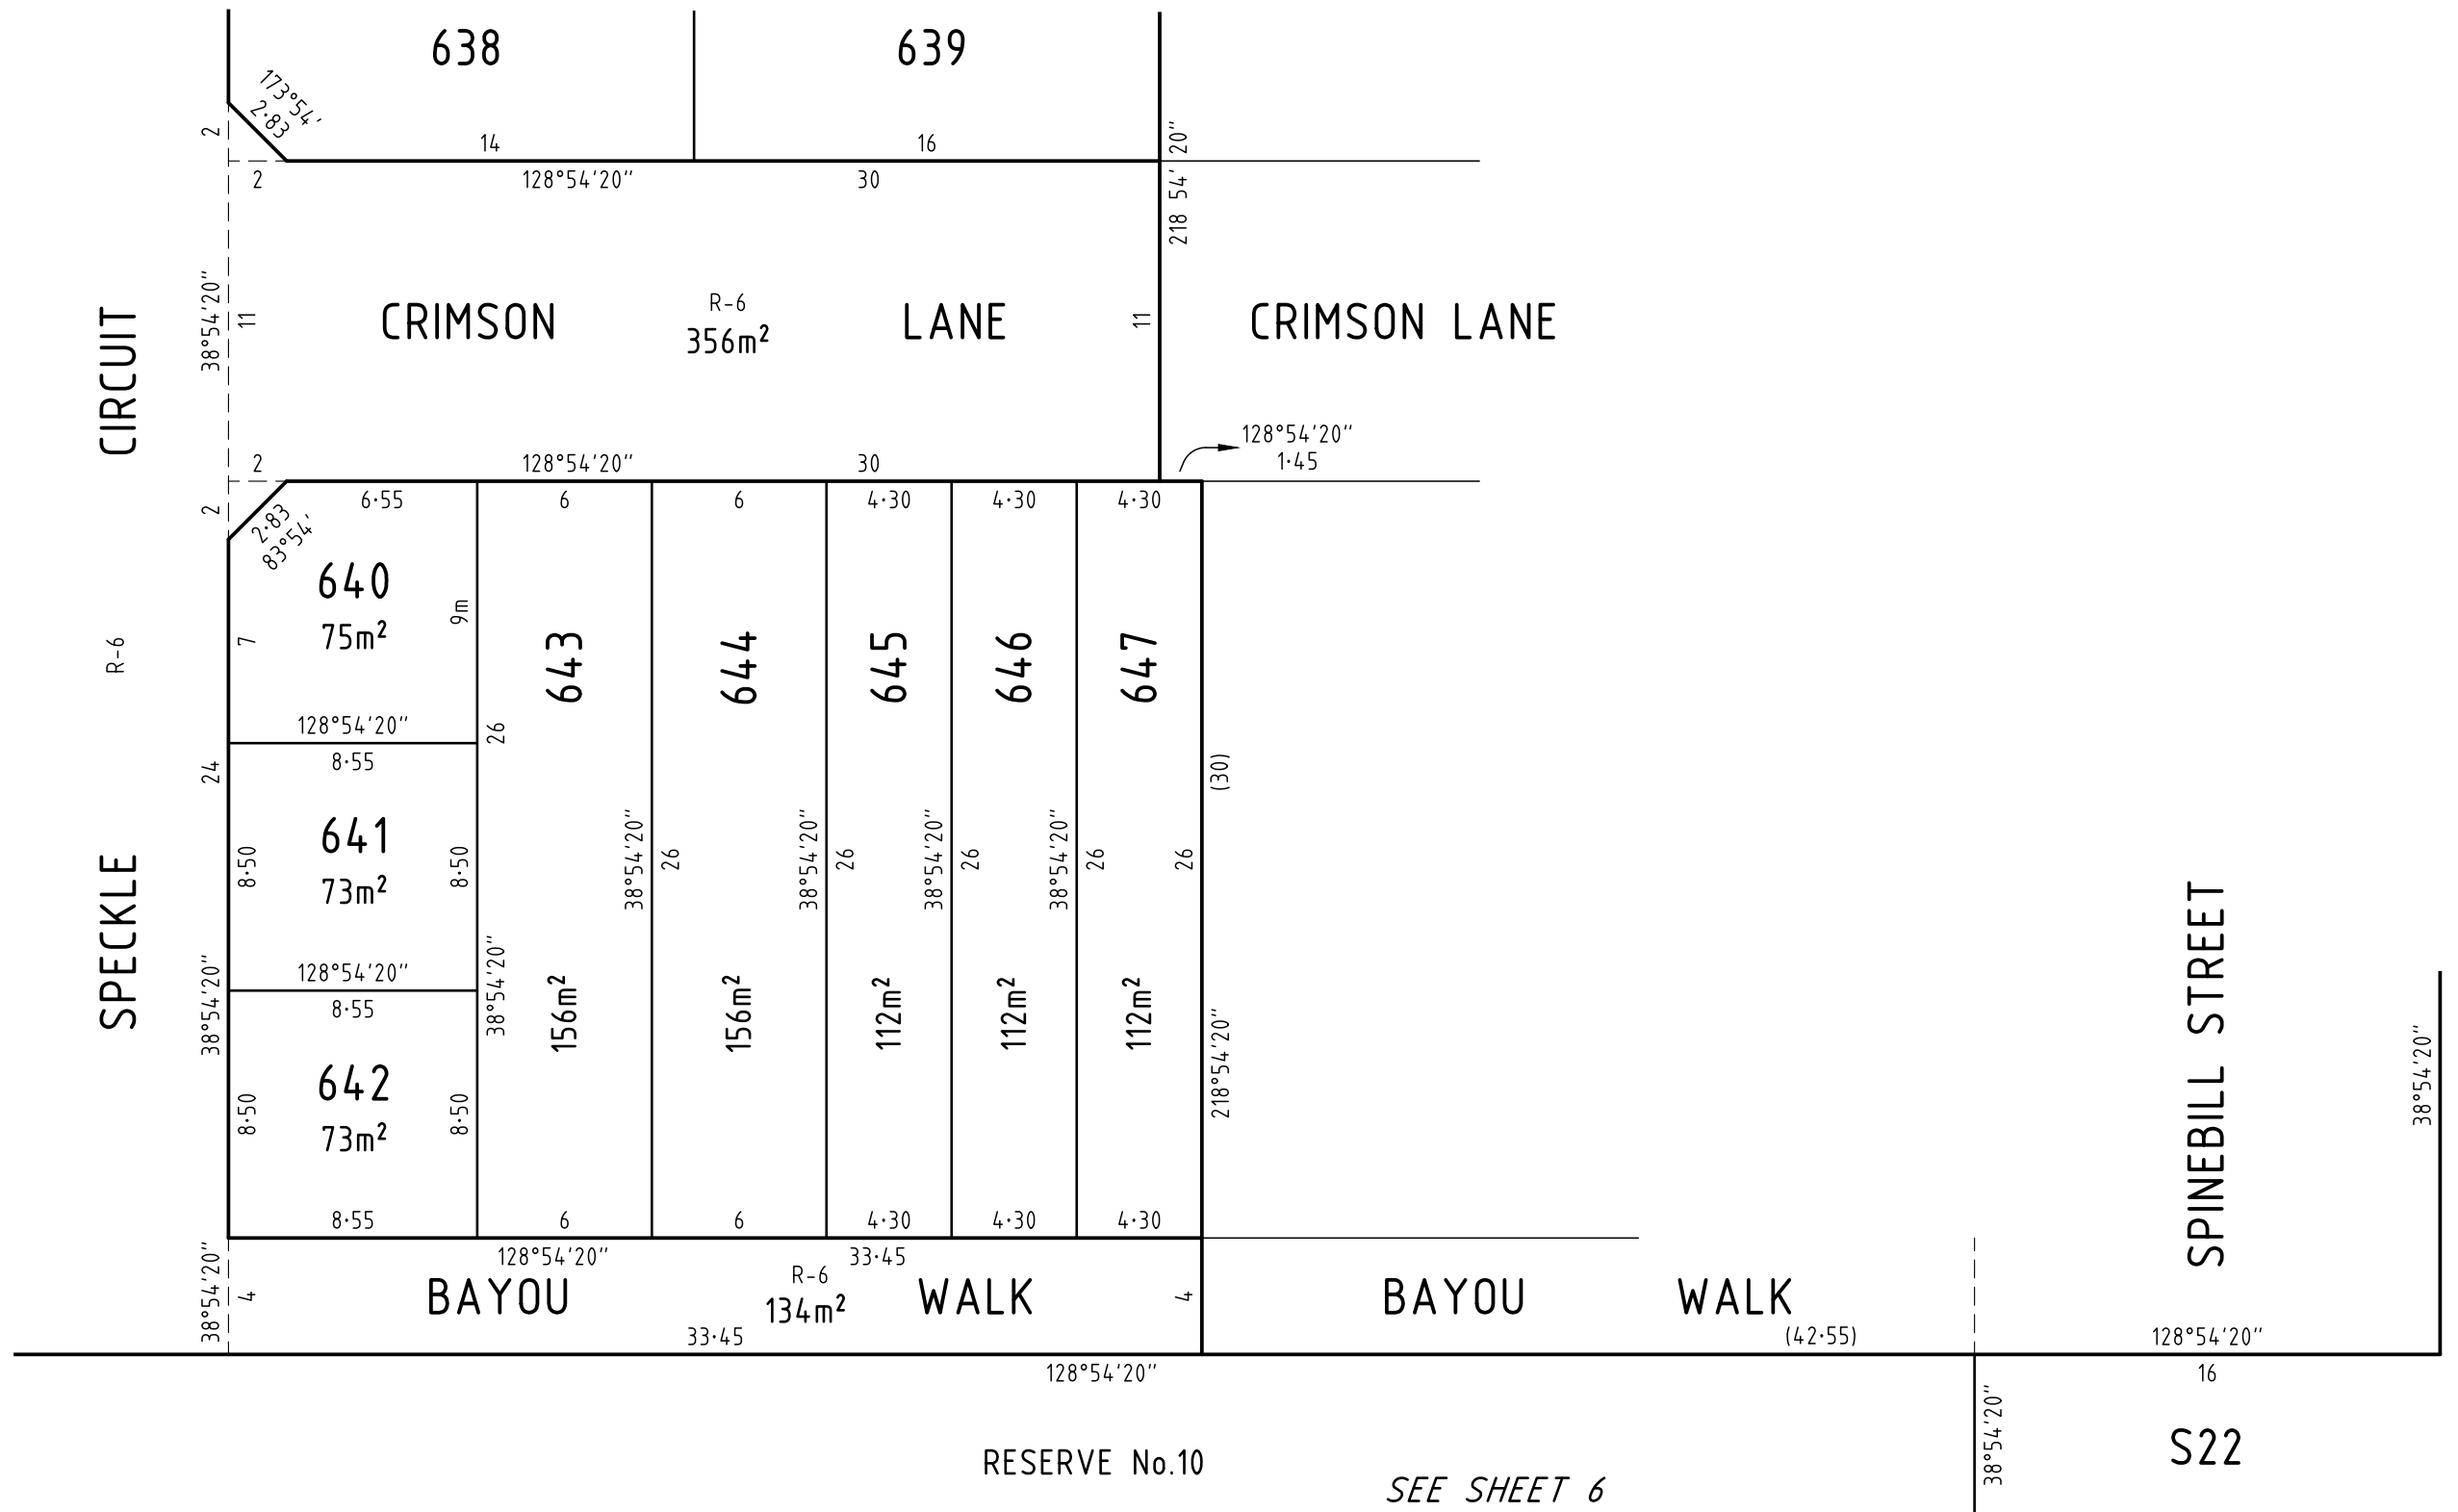 638
639
173°54'
2·83
2
14
16
218 54' 20"
2
128°54'20"
30
38°54'20"
11
CRIMSON
R-6
356m²
LANE
11
CRIMSON LANE
CIRCUIT
128°54'20"
1·45
2
128°54'20"
30
2
2·83
83°54'
6·55
6
6
4·30
4·30
4·30
640
75m²
7
9m
R-6
643
644
645
646
647
128°54'20"
26
8·55
24
(30)
641
73m²
8·50
8·50
38°54'20"
26
38°54'20"
26
38°54'20"
26
38°54'20"
26
26
SPECKLE
38°54'20"
128°54'20"
38°54'20"
8·55
156m²
156m²
112m²
112m²
112m²
218°54'20"
642
73m²
8·50
8·50
8·55
6
6
4·30
4·30
4·30
SPINEBILL STREET
38°54'20"
128°54'20"
33·45
38°54'20"
4
BAYOU
R-6
134m²
WALK
4
BAYOU
WALK
33·45
(42·55)
128°54'20"
128°54'20"
16
38°54'20"
S22
RESERVE No.10
SEE SHEET 6